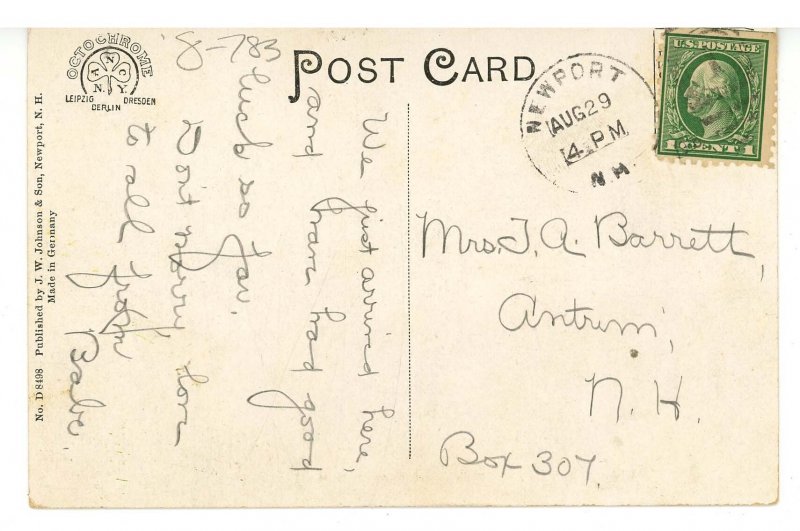 OCTOCHROME
A N C
N. Y.
LEIPZIG DRESDEN
BERLIN
8-783
POST CARD
NEWPORT
AUG 29
4 PM
N H
U.S. POSTAGE
1 CENT 1
We just arrived here,
and have had good
luck so far.
Don't worry love
to all from
Babe.
Mrs. J. A. Barrett,
Antrim,
N. H.
Box 307.
No. D 8498 Published by J. W. Johnson & Son, Newport, N. H.
Made in Germany